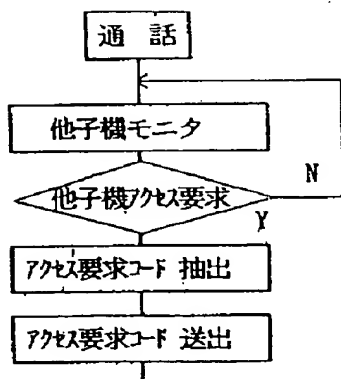 通話
他子機モニタ
他子機ｱｸｾｽ要求
N
Y
ｱｸｾｽ要求ｺｰﾄﾞ 抽出
ｱｸｾｽ要求ｺｰﾄﾞ 送出